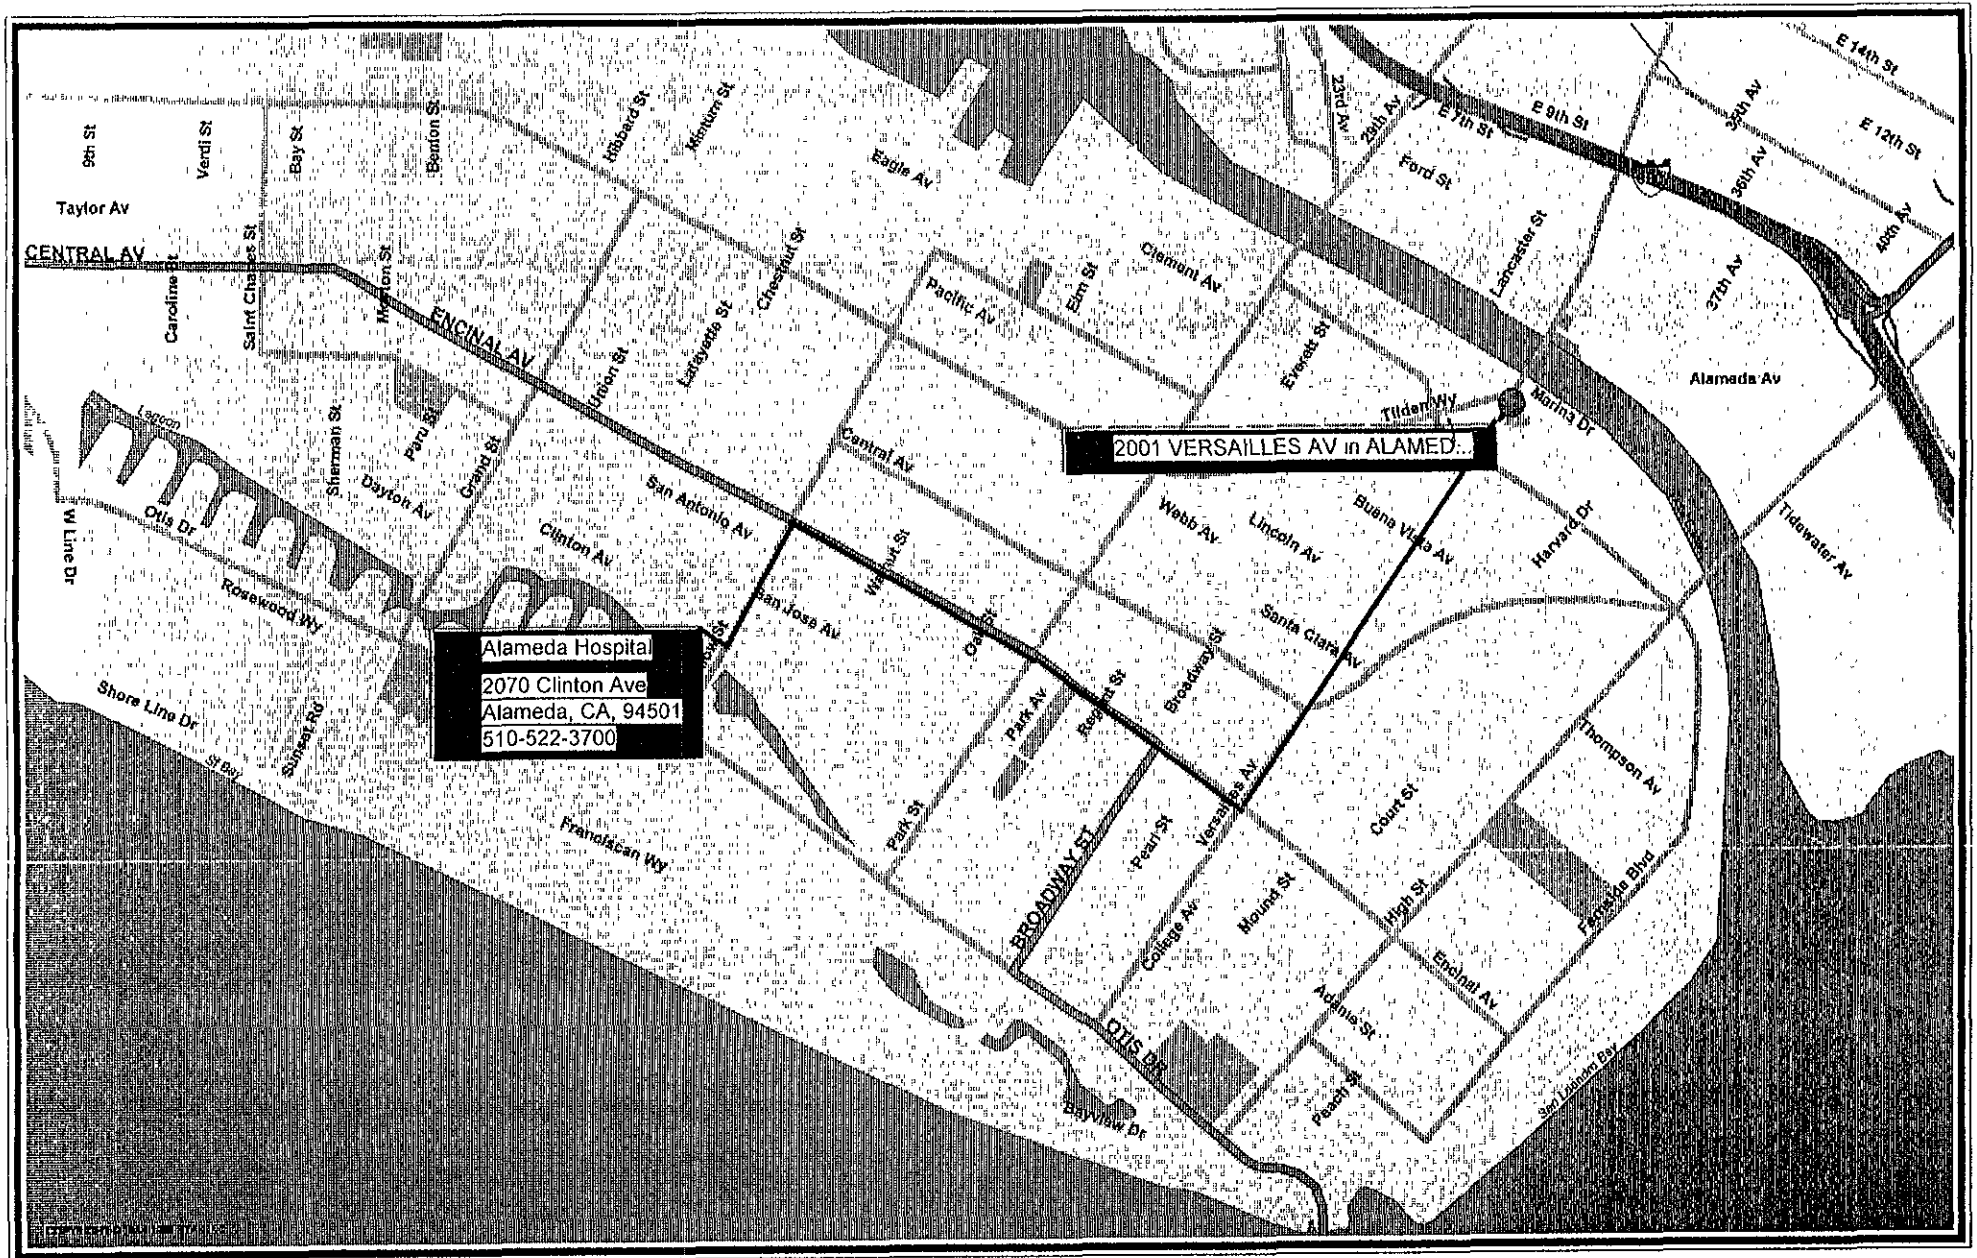 E 14th St
Hibbard St
Minturn St
23rd Av
29th Av
E 7th St
E 9th St
E 12th St
9th St
Verdi St
Bay St
Benton St
Eagle Av
Ford St
36th Av
40th Av
Taylor Av
CENTRAL AV
Caroline St
Morton St
Chestnut St
Elm St
Clement Av
Lancaster St
37th Av
ENCINAL AV
Lafayette St
Pacific Av
Everett St
Union St
Alameda Av
Lagoon
Sherman St
Paru St
Grand St
Dayton Av
Central Av
Tilden Wy
Marina Dr
2001 VERSAILLES AV in ALAMED...
W Line Dr
Otis Dr
San Antonio Av
Clinton Av
Walnut St
Webb Av
Lincoln Av
Buena Vista Av
Harvard Dr
Tidewater Av
Rosewood Wy
San Jose Av
Oak St
Santa Clara Av
Broadway St
Alameda Hospital
2070 Clinton Ave
Alameda, CA, 94501
510-522-3700
Shore Line Dr
Sunset Rd
Park Av
Regent St
Thompson Av
Versailles Av
Court St
Franciscan Wy
Park St
Pearl St
BROADWAY ST
College Av
Mound St
High St
Fernside Blvd
Encinal Av
Adams St
OTIS DR
Peach St
Bayview Dr